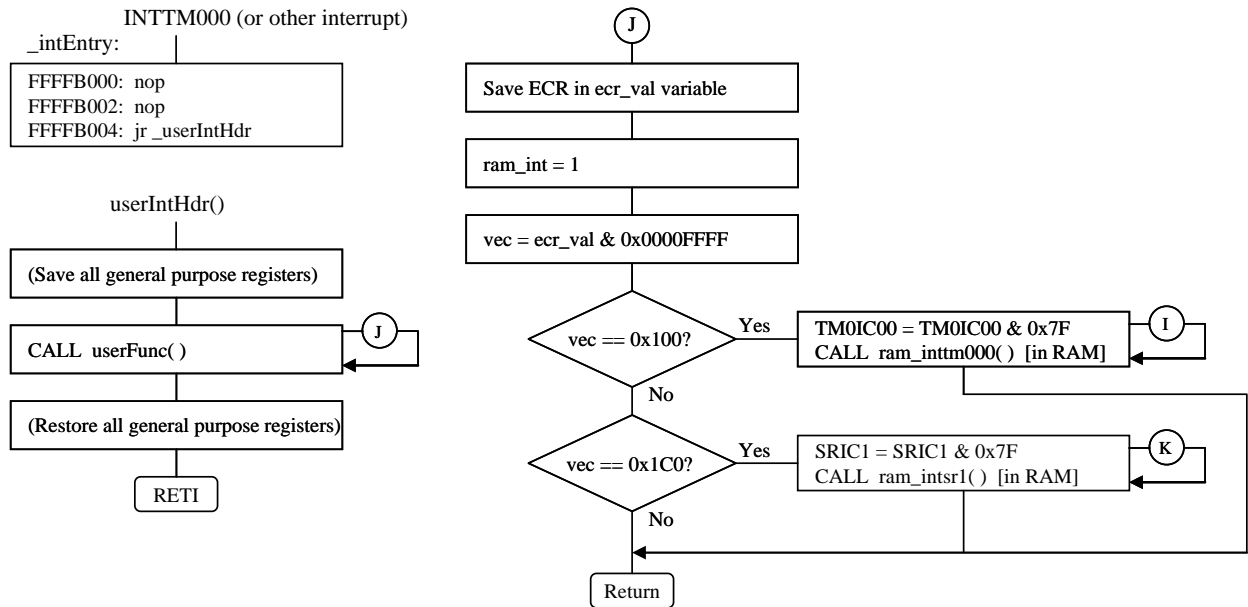 INTTM000 (or other interrupt)
_intEntry:
FFFFB000: nop
FFFFB002: nop
FFFFB004: jr _userIntHdr
userIntHdr()
(Save all general purpose registers)
CALL userFunc( )
J
(Restore all general purpose registers)
RETI
J
Save ECR in ecr_val variable
ram_int = 1
vec = ecr_val & 0x0000FFFF
vec == 0x100?
Yes
TM0IC00 = TM0IC00 & 0x7F
CALL ram_inttm000( ) [in RAM]
I
No
vec == 0x1C0?
Yes
SRIC1 = SRIC1 & 0x7F
CALL ram_intsr1( ) [in RAM]
K
No
Return